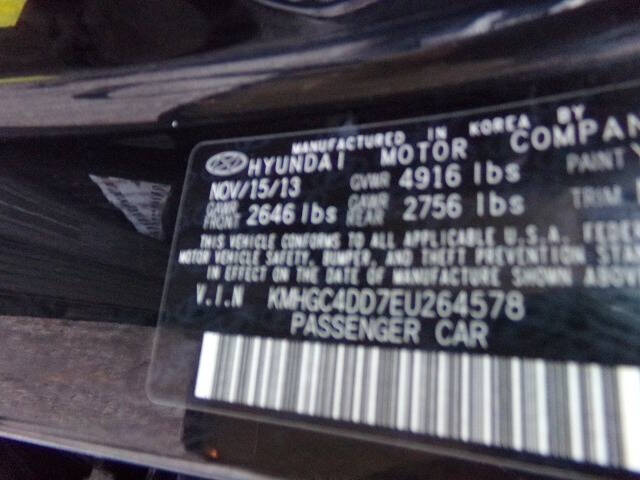 MANUFACTURED IN KOREA BY
HYUNDAI MOTOR COMPAN
NOV/15/13 GVWR 4916 lbs PAINT
GAWR FRONT 2646 lbs GAWR REAR 2756 lbs TRIM
THIS VEHICLE CONFORMS TO ALL APPLICABLE U.S.A. FEDER
MOTOR VEHICLE SAFETY, BUMPER, AND THEFT PREVENTION STAN
IN EFFECT ON THE DATE OF MANUFACTURE SHOWN ABOVE
V.I.N KMHGC4DD7EU264578
PASSENGER CAR